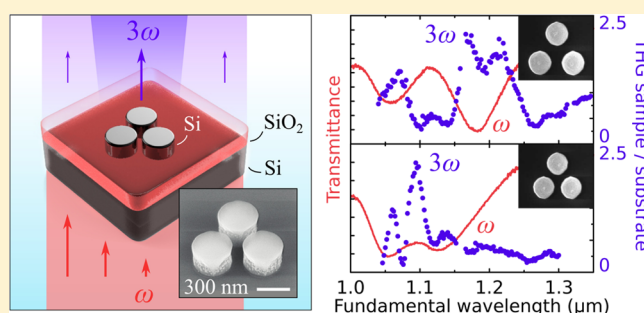 3ω
Si
SiO₂
Si
300 nm
ω
Transmittance
3ω
ω
2.5
0
3ω
ω
2.5
0
THG sample / substrate
1.0 1.1 1.2 1.3
Fundamental wavelength (μm)